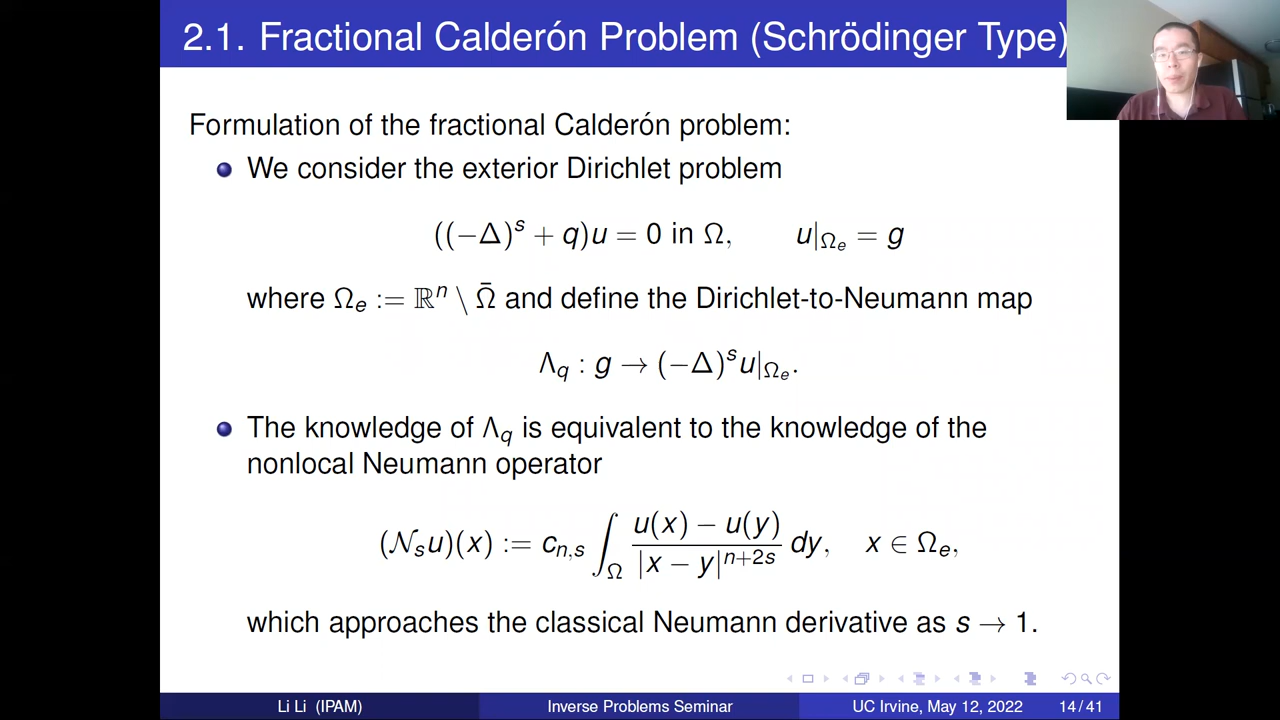 2.1. Fractional Calderón Problem (Schrödinger Type)
Formulation of the fractional Calderón problem:
We consider the exterior Dirichlet problem
((−Δ)^s + q)u = 0 in Ω, u|_{Ω_e} = g
where Ω_e := ℝ^n \ Ω̄ and define the Dirichlet-to-Neumann map
Λ_q : g → (−Δ)^s u|_{Ω_e}.
The knowledge of Λ_q is equivalent to the knowledge of the
nonlocal Neumann operator
(𝒩_s u)(x) := c_{n,s} ∫_Ω \frac{u(x) − u(y)}{|x − y|^{n+2s}} dy, x ∈ Ω_e,
which approaches the classical Neumann derivative as s → 1.
Li Li (IPAM) Inverse Problems Seminar UC Irvine, May 12, 2022 14 / 41